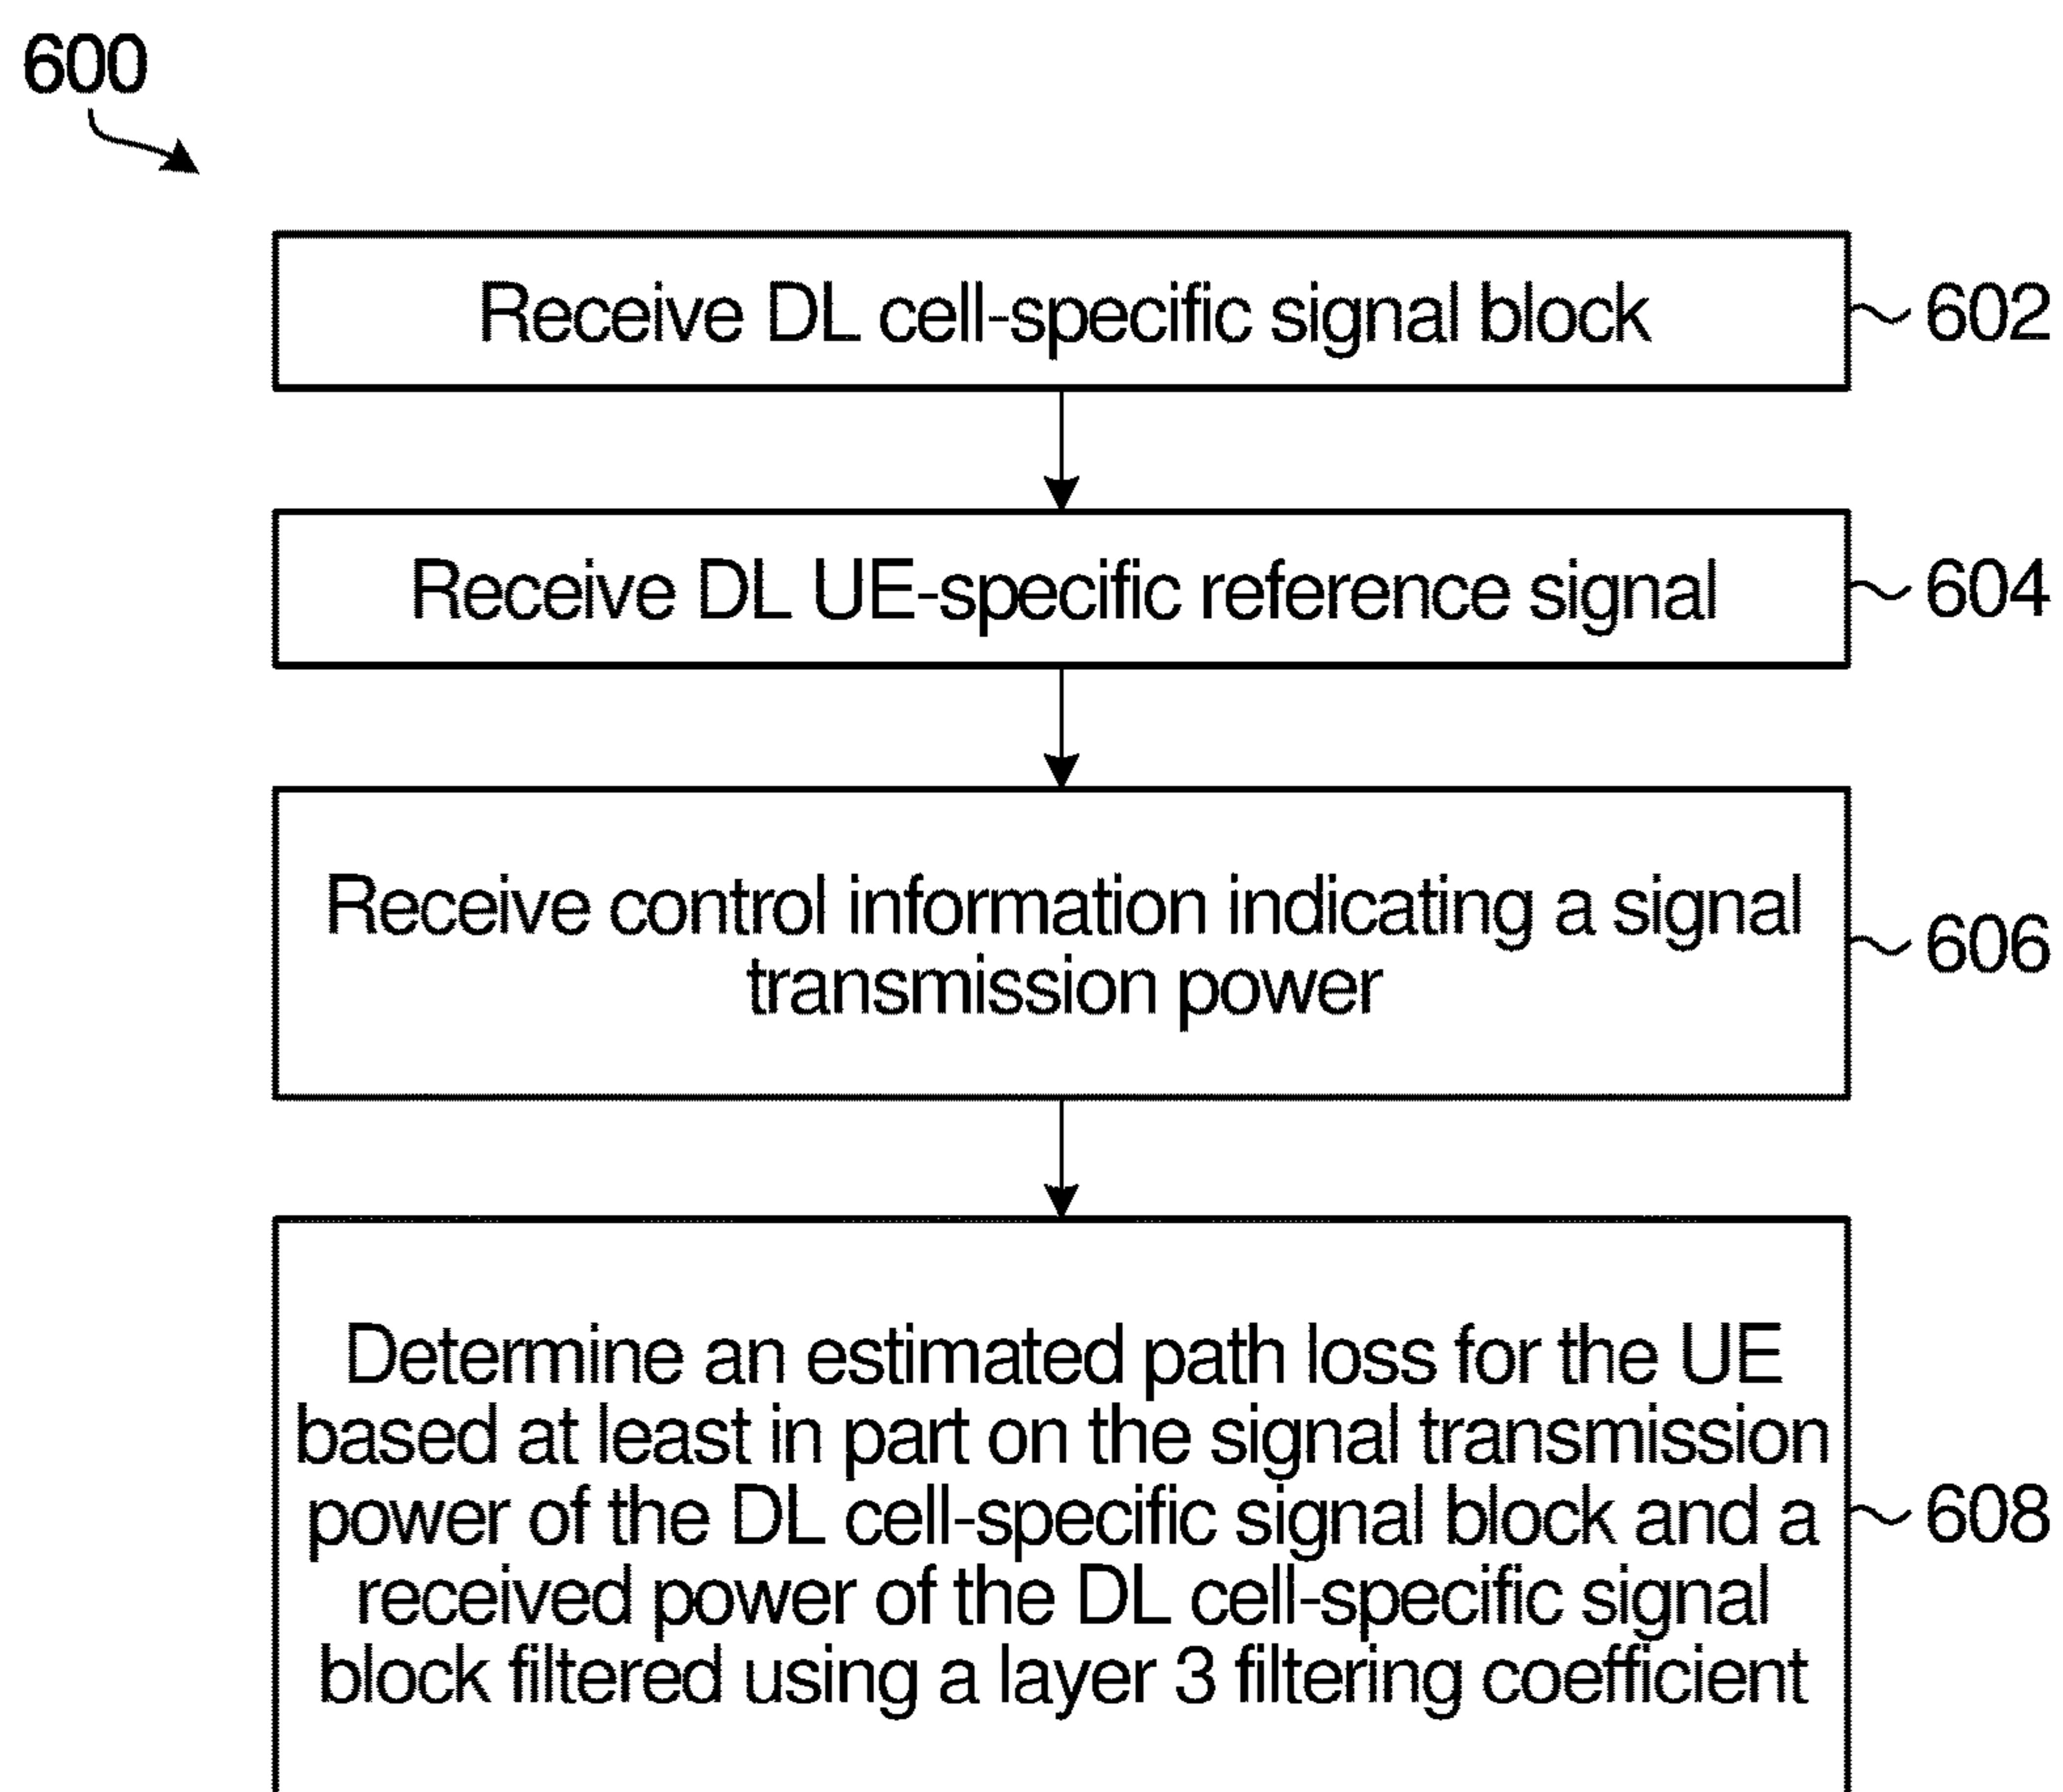 600
Receive DL cell-specific signal block
602
Receive DL UE-specific reference signal
604
Receive control information indicating a signal
transmission power
606
Determine an estimated path loss for the UE
based at least in part on the signal transmission
power of the DL cell-specific signal block and a
received power of the DL cell-specific signal
block filtered using a layer 3 filtering coefficient
608